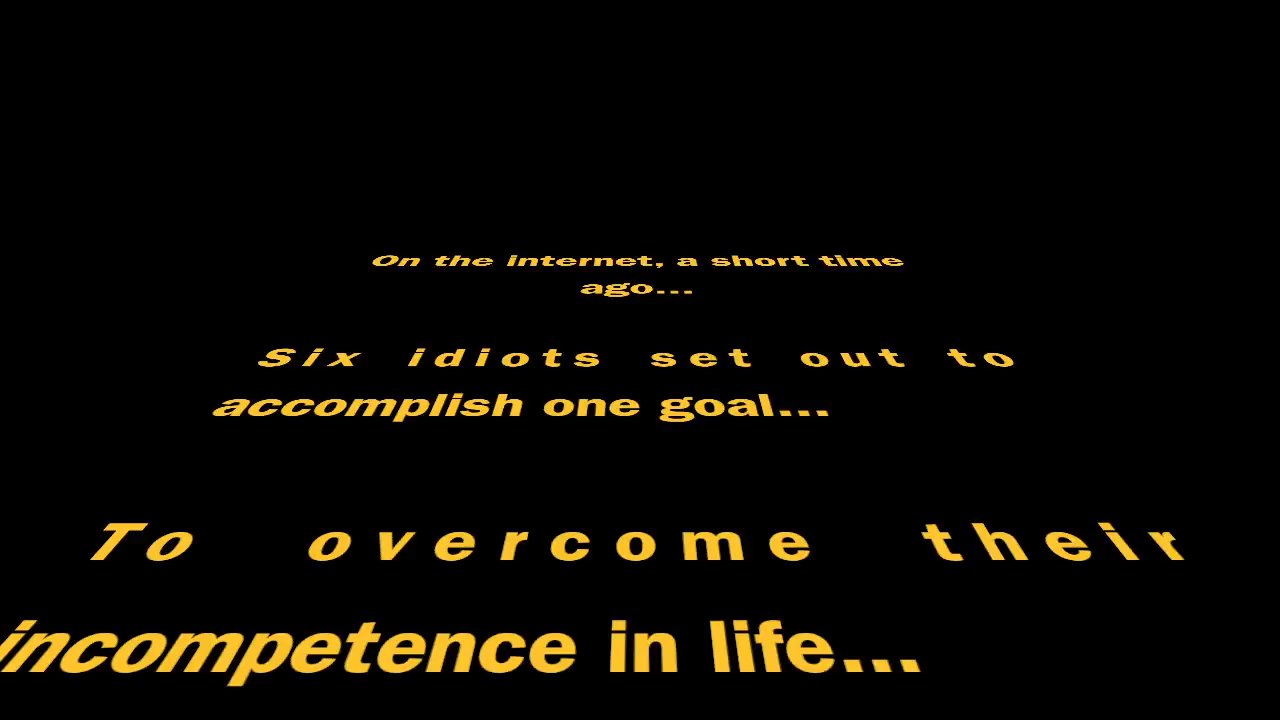 On the internet, a short time
ago...
Six idiots set out to
accomplish one goal...
To overcome their
incompetence in life...